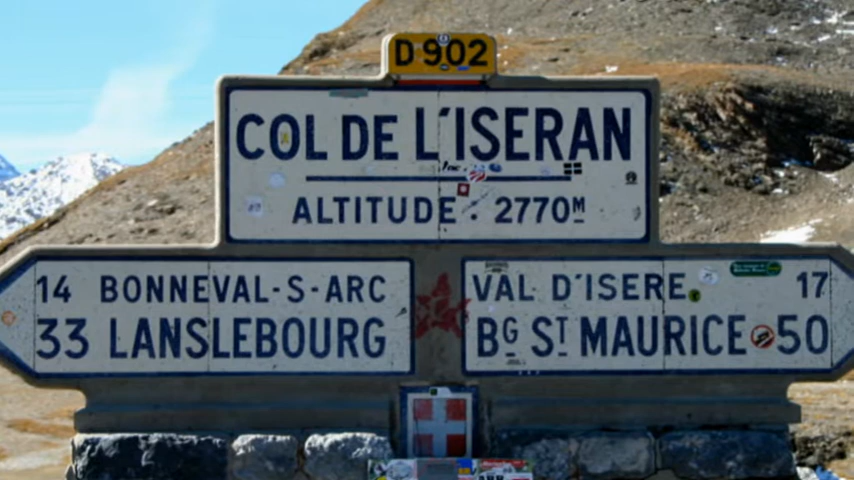 D 902
COL DE L'ISERAN
ALTITUDE : 2770M
14 BONNEVAL-S-ARC
33 LANSLEBOURG
VAL D'ISERE 17
Bg St MAURICE 50